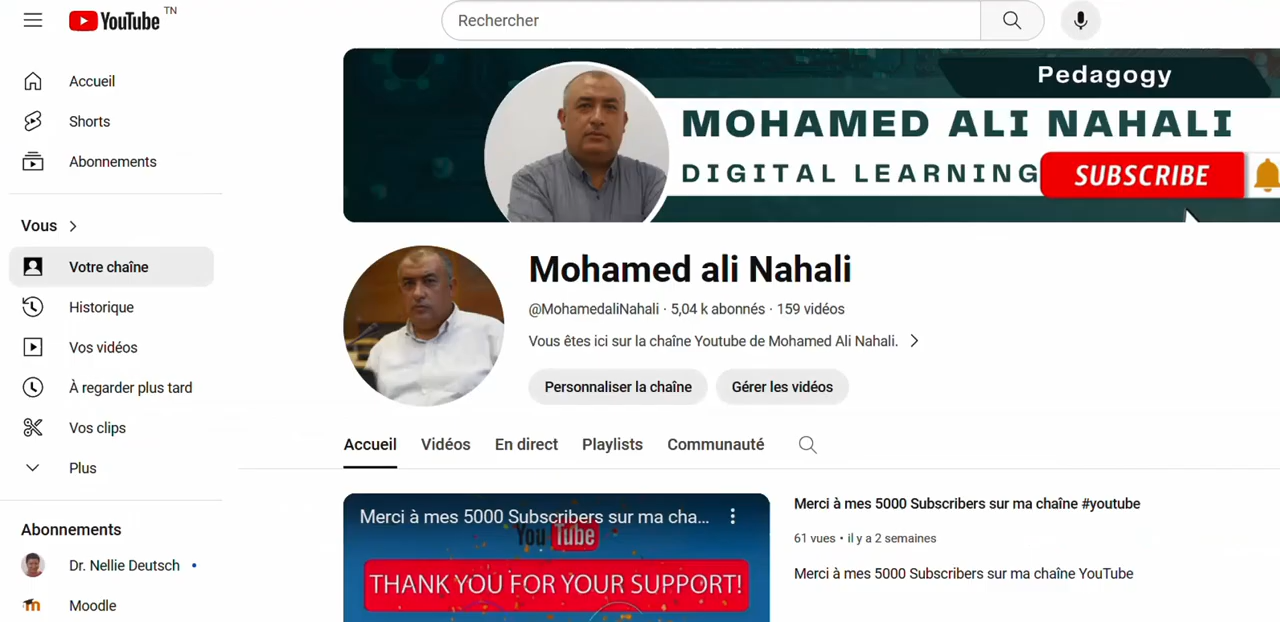 YouTube TN
Rechercher
Accueil
Shorts
Abonnements
Vous
Votre chaîne
Historique
Vos vidéos
À regarder plus tard
Vos clips
Plus
Abonnements
Dr. Nellie Deutsch
Moodle
Pedagogy
MOHAMED ALI NAHALI
DIGITAL LEARNING
SUBSCRIBE
Mohamed ali Nahali
@MohamedaliNahali · 5,04 k abonnés · 159 vidéos
Vous êtes ici sur la chaîne Youtube de Mohamed Ali Nahali.
Personnaliser la chaîne
Gérer les vidéos
Accueil Vidéos En direct Playlists Communauté
Merci à mes 5000 Subscribers sur ma cha...
You Tube
THANK YOU FOR YOUR SUPPORT!
Merci à mes 5000 Subscribers sur ma chaîne #youtube
61 vues • il y a 2 semaines
Merci à mes 5000 Subscribers sur ma chaîne YouTube